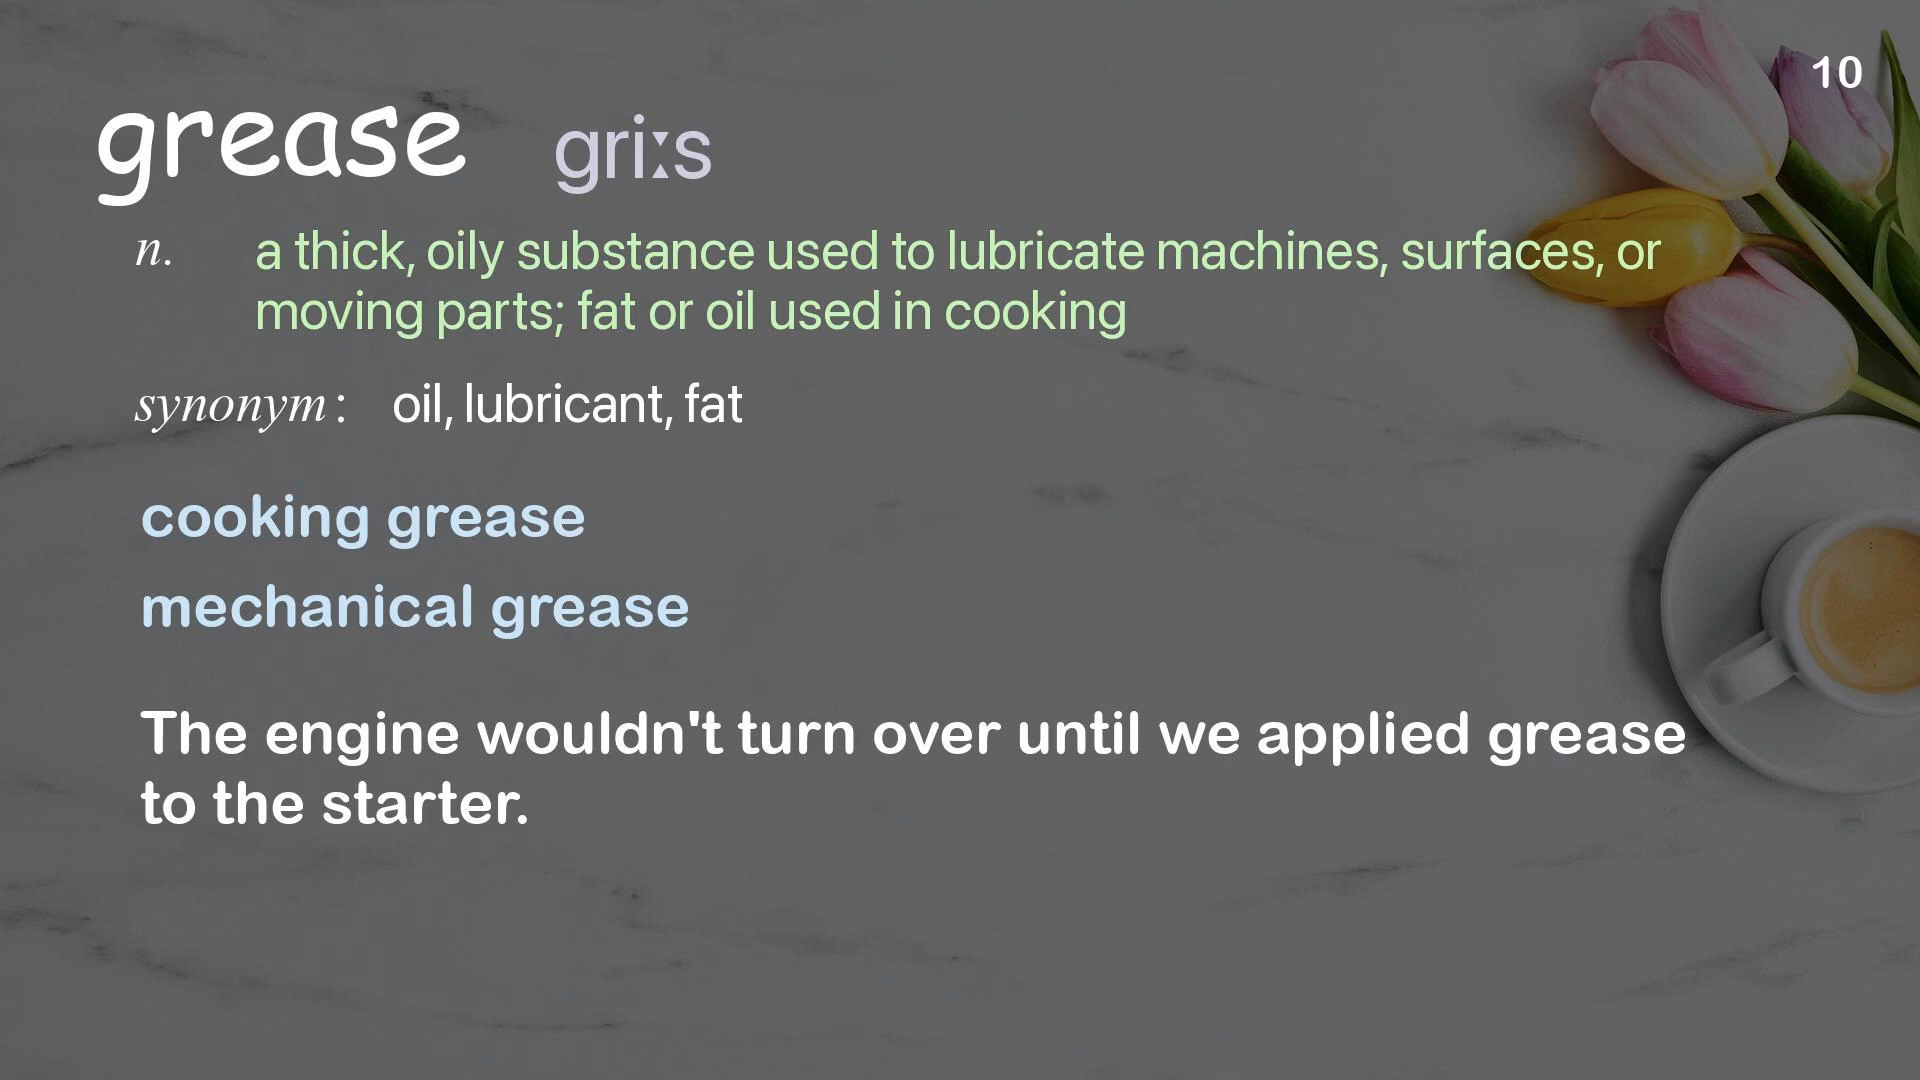 10
grease griːs
n. a thick, oily substance used to lubricate machines, surfaces, or
moving parts; fat or oil used in cooking
synonym: oil, lubricant, fat
cooking grease
mechanical grease
The engine wouldn't turn over until we applied grease
to the starter.